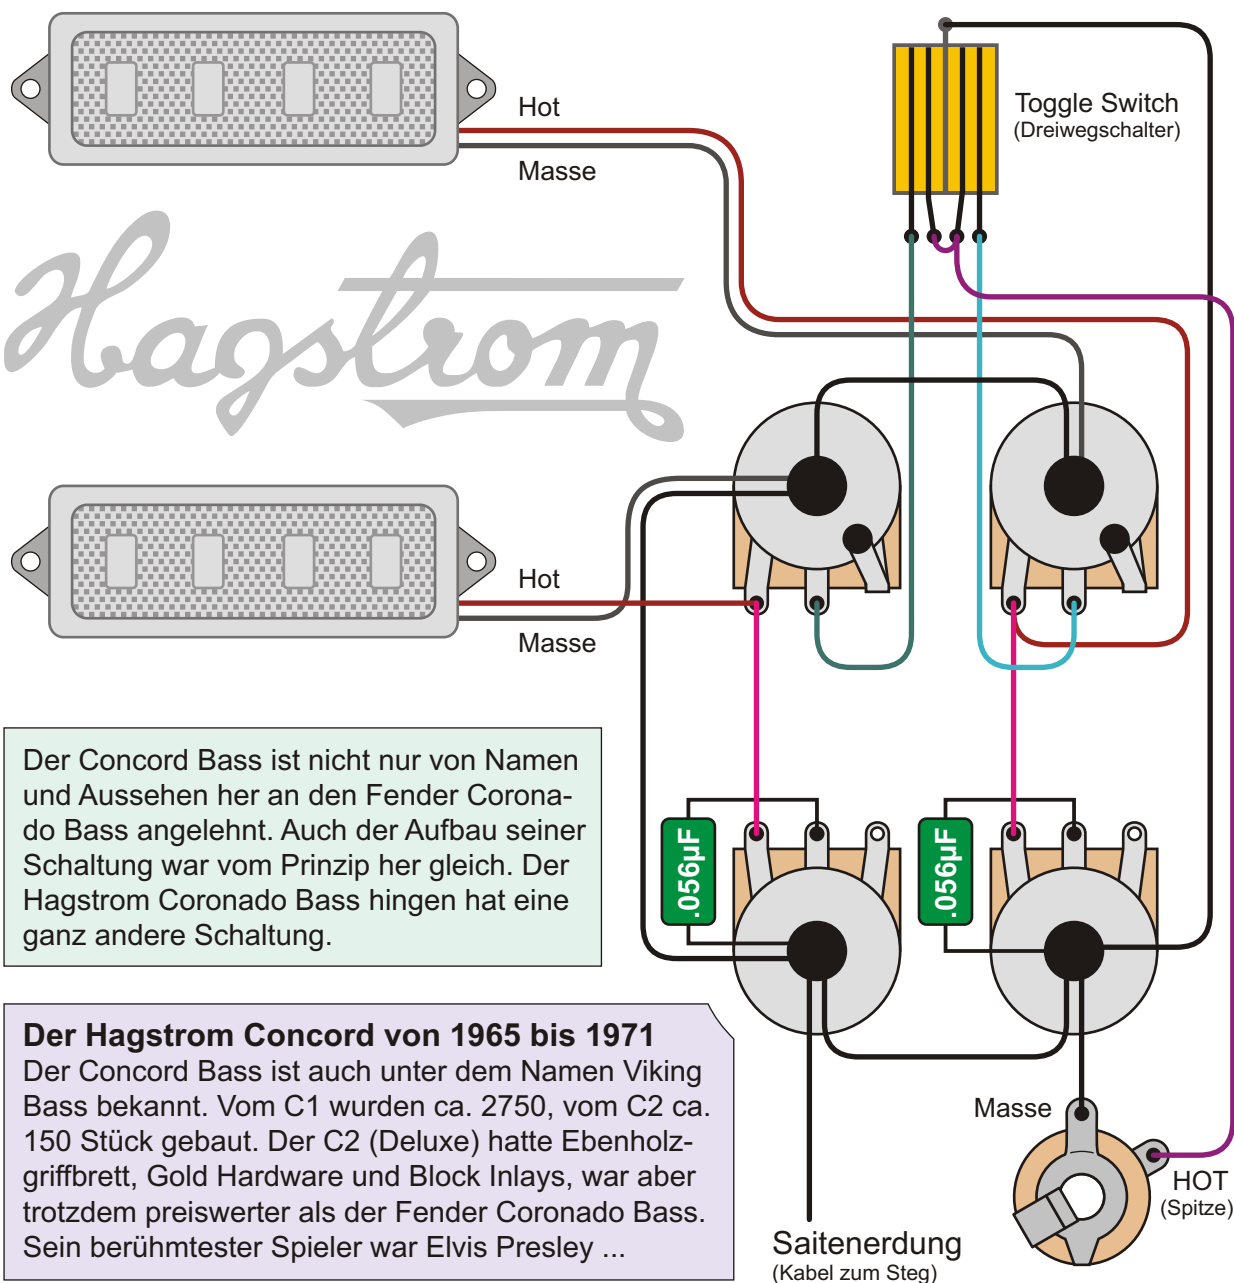 Hot
Masse
Toggle Switch
(Dreiwegschalter)
Hagstrom
Hot
Masse
Der Concord Bass ist nicht nur von Namen
und Aussehen her an den Fender Corona-
do Bass angelehnt. Auch der Aufbau seiner
Schaltung war vom Prinzip her gleich. Der
Hagstrom Coronado Bass hingen hat eine
ganz andere Schaltung.
.056µF
.056µF
Der Hagstrom Concord von 1965 bis 1971
Der Concord Bass ist auch unter dem Namen Viking
Bass bekannt. Vom C1 wurden ca. 2750, vom C2 ca.
150 Stück gebaut. Der C2 (Deluxe) hatte Ebenholz-
griffbrett, Gold Hardware und Block Inlays, war aber
trotzdem preiswerter als der Fender Coronado Bass.
Sein berühmtester Spieler war Elvis Presley ...
Masse
HOT
(Spitze)
Saitenerdung
(Kabel zum Steg)